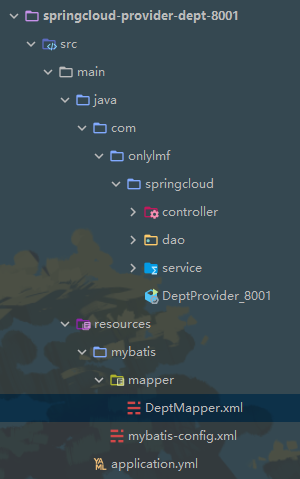 springcloud-provider-dept-8001
src
main
java
com
onlylmf
springcloud
controller
dao
service
DeptProvider_8001
resources
mybatis
mapper
DeptMapper.xml
mybatis-config.xml
application.yml